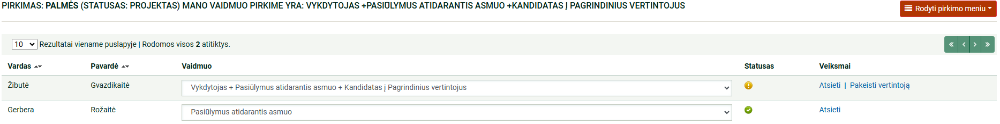 PIRKIMAS: PALMĖS (STATUSAS: PROJEKTAS) MANO VAIDMUO PIRKIME YRA: VYKDYTOJAS +PASIŪLYMUS ATIDARANTIS ASMUO +KANDIDATAS Į PAGRINDINIUS VERTINTOJUS
Rodyti pirkimo meniu
10 Rezultatai viename puslapyje | Rodomos visos 2 atitiktys.
Vardas Pavardė Vaidmuo Statusas Veiksmai
Žibutė Gvazdikaitė Vykdytojas + Pasiūlymus atidarantis asmuo + Kandidatas į Pagrindinius vertintojus Atsieti | Pakeisti vertintoją
Gerbera Rožaitė Pasiūlymus atidarantis asmuo Atsieti